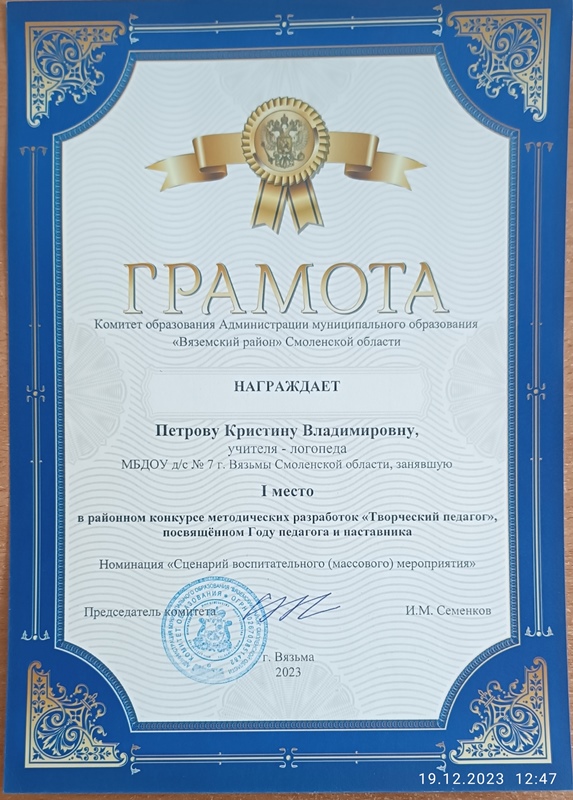 ГРАМОТА
Комитет образования Администрации муниципального образования
«Вяземский район» Смоленской области
НАГРАЖДАЕТ
Петрову Кристину Владимировну,
учителя - логопеда
МБДОУ д/с № 7 г. Вязьмы Смоленской области, занявшую
I место
в районном конкурсе методических разработок «Творческий педагог»,
посвящённом Году педагога и наставника
Номинация «Сценарий воспитательного (массового) мероприятия»
Председатель комитета
И.М. Семенков
КОМИТЕТ ОБРАЗОВАНИЯ
г. Вязьма
2023
19.12.2023 12:47